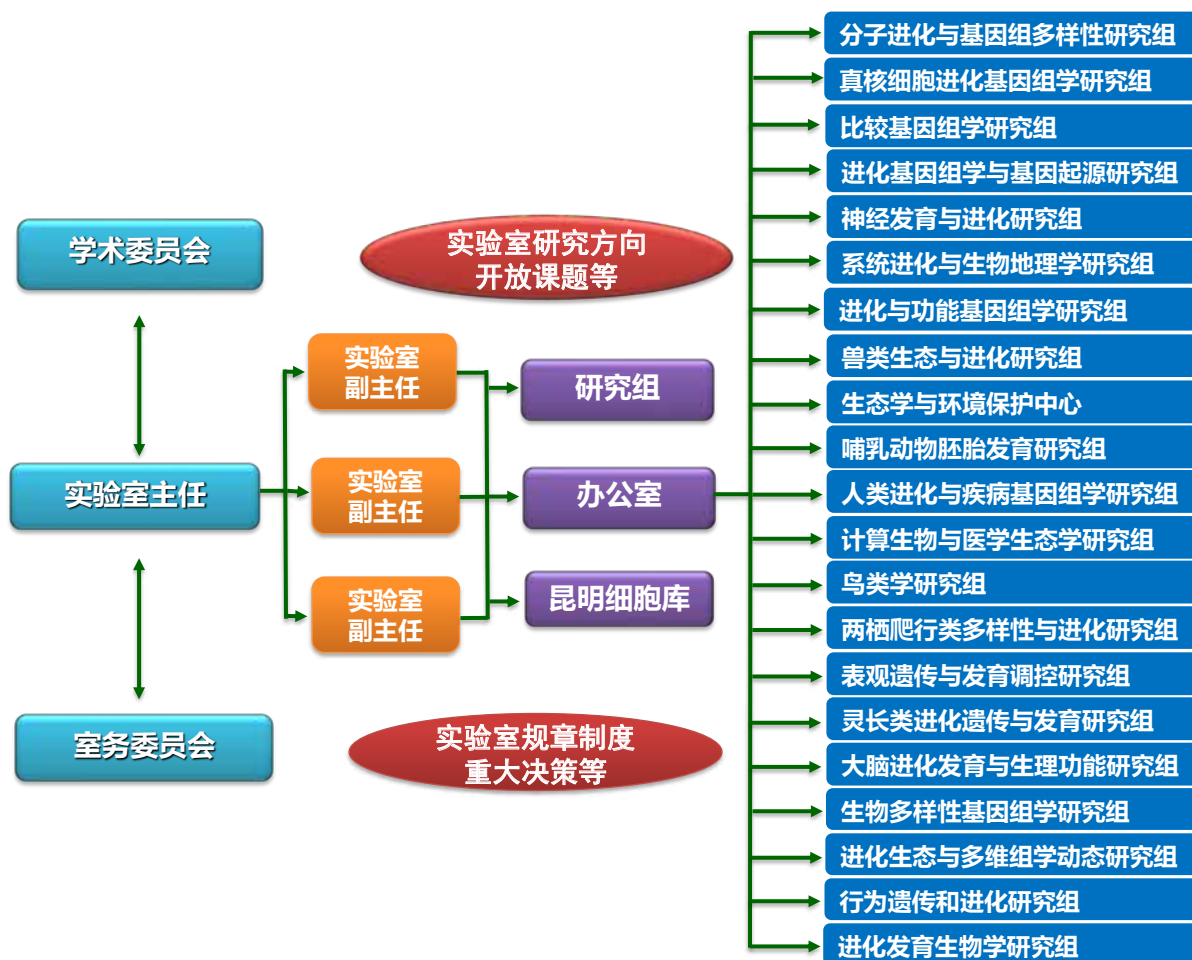 学术委员会
实验室主任
室务委员会
实验室研究方向
开放课题等
实验室
副主任
实验室
副主任
实验室
副主任
研究组
办公室
昆明细胞库
实验室规章制度
重大决策等
分子进化与基因组多样性研究组
真核细胞进化基因组学研究组
比较基因组学研究组
进化基因组学与基因起源研究组
神经发育与进化研究组
系统进化与生物地理学研究组
进化与功能基因组学研究组
兽类生态与进化研究组
生态学与环境保护中心
哺乳动物胚胎发育研究组
人类进化与疾病基因组学研究组
计算生物与医学生态学研究组
鸟类学研究组
两栖爬行类多样性与进化研究组
表观遗传与发育调控研究组
灵长类进化遗传与发育研究组
大脑进化发育与生理功能研究组
生物多样性基因组学研究组
进化生态与多维组学动态研究组
行为遗传和进化研究组
进化发育生物学研究组